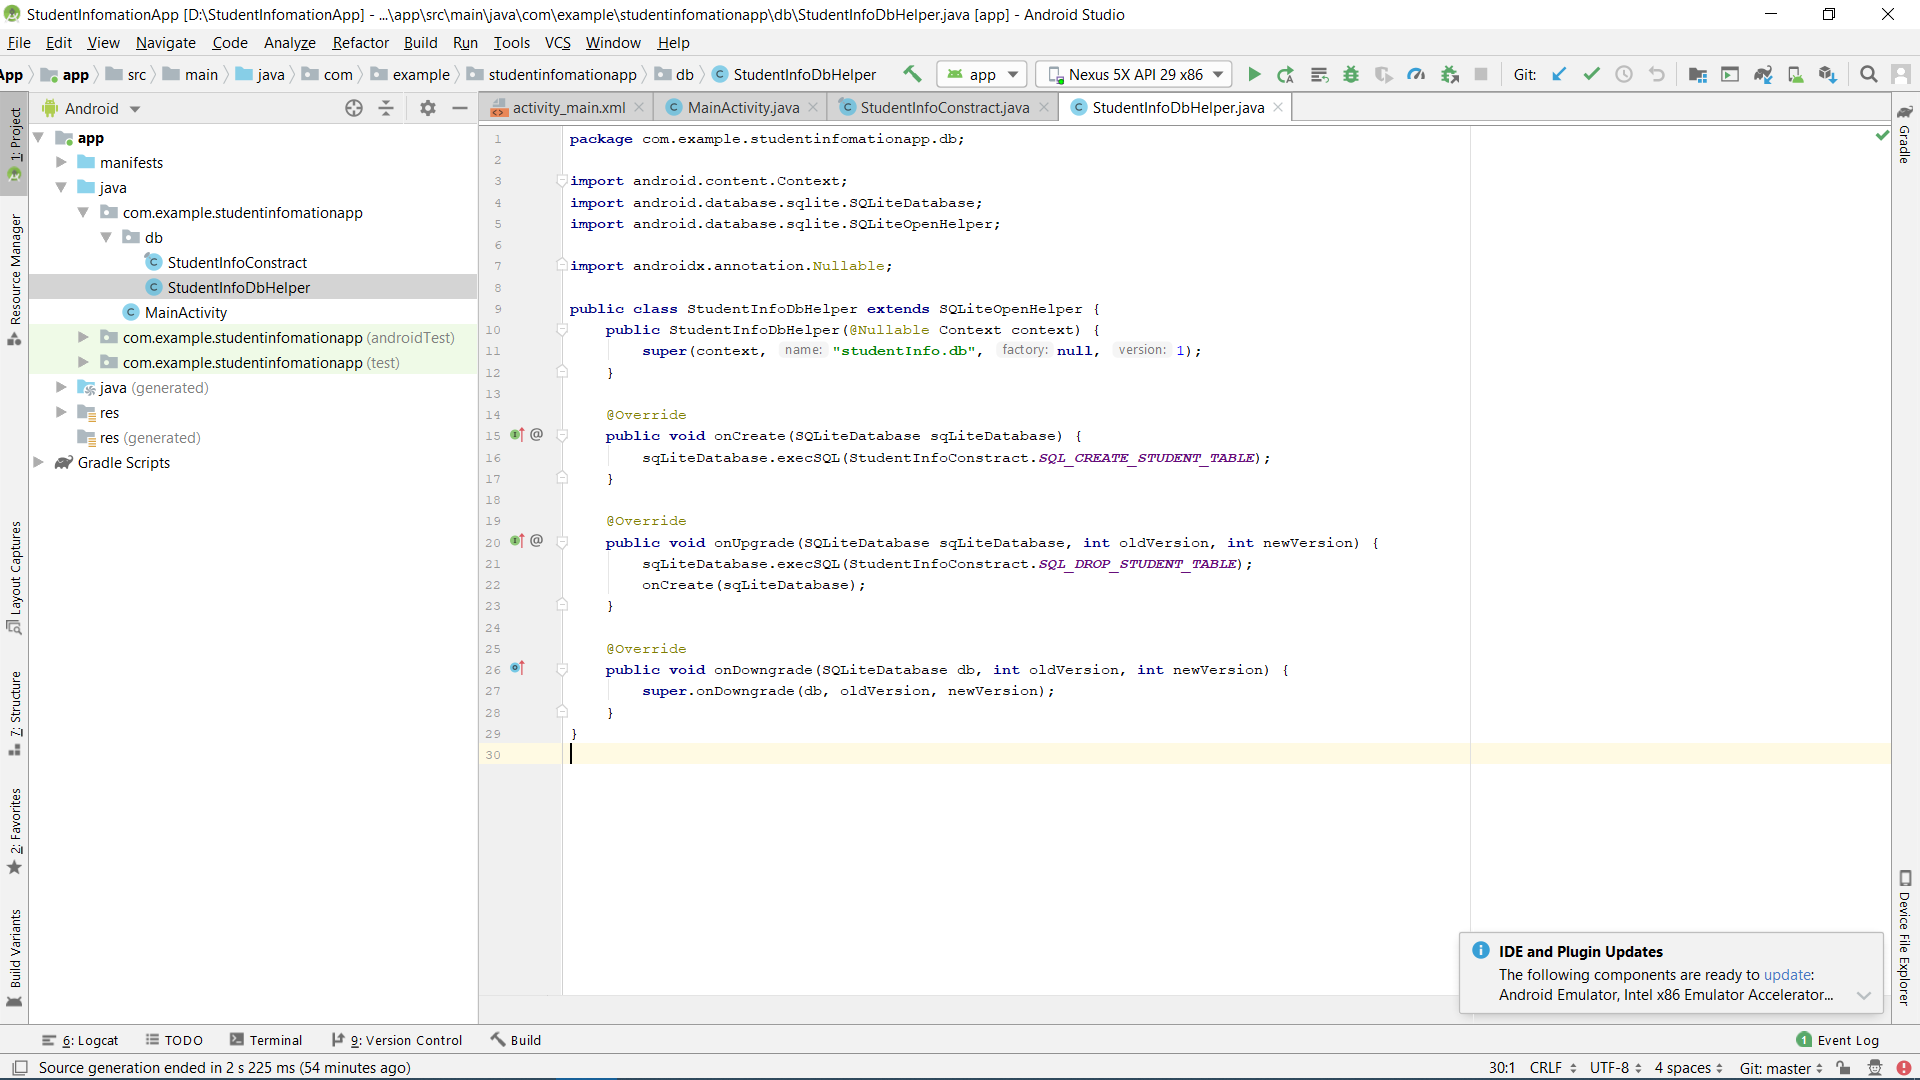 StudentInfomationApp [D:\StudentInfomationApp] - ...\app\src\main\java\com\example\studentinfomationapp\db\StudentInfoDbHelper.java [app] - Android Studio
File Edit View Navigate Code Analyze Refactor Build Run Tools VCS Window Help
App app src main java com example studentinfomationapp db StudentInfoDbHelper app Nexus 5X API 29 x86 Git:
Android
activity_main.xml MainActivity.java StudentInfoConstract.java StudentInfoDbHelper.java
1: Project
Resource Manager
Layout Captures
7: Structure
2: Favorites
Build Variants
app
manifests
java
com.example.studentinfomationapp
db
StudentInfoConstract
StudentInfoDbHelper
MainActivity
com.example.studentinfomationapp (androidTest)
com.example.studentinfomationapp (test)
java (generated)
res
res (generated)
Gradle Scripts
1 package com.example.studentinfomationapp.db;
2
3 import android.content.Context;
4 import android.database.sqlite.SQLiteDatabase;
5 import android.database.sqlite.SQLiteOpenHelper;
6
7 import androidx.annotation.Nullable;
8
9 public class StudentInfoDbHelper extends SQLiteOpenHelper {
10 public StudentInfoDbHelper(@Nullable Context context) {
11 super(context, name: "studentInfo.db", factory: null, version: 1);
12 }
13
14 @Override
15 public void onCreate(SQLiteDatabase sqLiteDatabase) {
16 sqLiteDatabase.execSQL(StudentInfoConstract.SQL_CREATE_STUDENT_TABLE);
17 }
18
19 @Override
20 public void onUpgrade(SQLiteDatabase sqLiteDatabase, int oldVersion, int newVersion) {
21 sqLiteDatabase.execSQL(StudentInfoConstract.SQL_DROP_STUDENT_TABLE);
22 onCreate(sqLiteDatabase);
23 }
24
25 @Override
26 public void onDowngrade(SQLiteDatabase db, int oldVersion, int newVersion) {
27 super.onDowngrade(db, oldVersion, newVersion);
28 }
29 }
30
Gradle
Device File Explorer
IDE and Plugin Updates
The following components are ready to update:
Android Emulator, Intel x86 Emulator Accelerator...
6: Logcat TODO Terminal 9: Version Control Build 1 Event Log
Source generation ended in 2 s 225 ms (54 minutes ago) 30:1 CRLF UTF-8 4 spaces Git: master